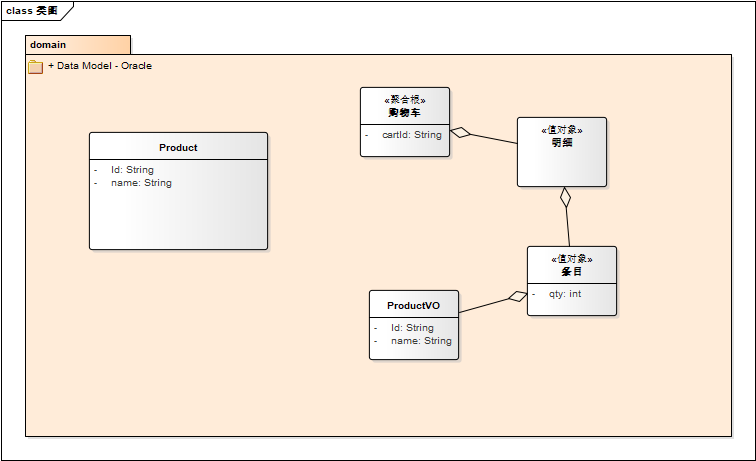 class 类图
domain
+ Data Model - Oracle
«聚合根»
购物车
- cartId: String
«值对象»
明细
Product
- Id: String
- name: String
«值对象»
条目
- qty: int
ProductVO
- Id: String
- name: String